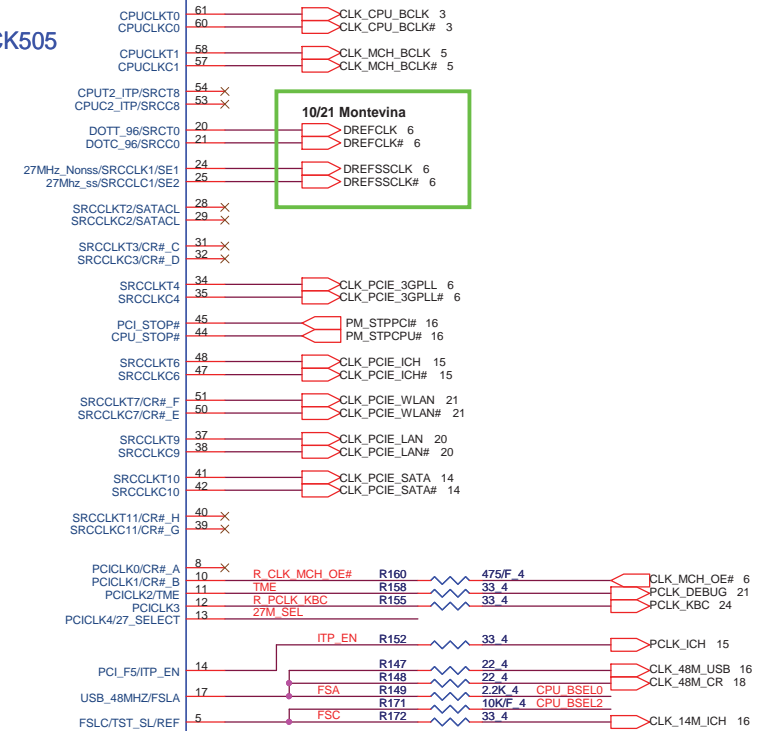 CPUCLKT0 61 CLK_CPU_BCLK 3
CPUCLKC0 60 CLK_CPU_BCLK# 3
CK505
CPUCLKT1 58 CLK_MCH_BCLK 5
CPUCLKC1 57 CLK_MCH_BCLK# 5
CPUT2_ITP/SRCT8 54
CPUC2_ITP/SRCC8 53
10/21 Montevina
DOTT_96/SRCT0 20 DREFCLK 6
DOTC_96/SRCC0 21 DREFCLK# 6
27MHz_Nonss/SRCCLK1/SE1 24 DREFSSCLK 6
27Mhz_ss/SRCCLC1/SE2 25 DREFSSCLK# 6
SRCCLKT2/SATACL 28
SRCCLKC2/SATACL 29
SRCCLKT3/CR#_C 31
SRCCLKC3/CR#_D 32
SRCCLKT4 34 CLK_PCIE_3GPLL 6
SRCCLKC4 35 CLK_PCIE_3GPLL# 6
PCI_STOP# 45 PM_STPPCI# 16
CPU_STOP# 44 PM_STPCPU# 16
SRCCLKT6 48 CLK_PCIE_ICH 15
SRCCLKC6 47 CLK_PCIE_ICH# 15
SRCCLKT7/CR#_F 51 CLK_PCIE_WLAN 21
SRCCLKC7/CR#_E 50 CLK_PCIE_WLAN# 21
SRCCLKT9 37 CLK_PCIE_LAN 20
SRCCLKC9 38 CLK_PCIE_LAN# 20
SRCCLKT10 41 CLK_PCIE_SATA 14
SRCCLKC10 42 CLK_PCIE_SATA# 14
SRCCLKT11/CR#_H 40
SRCCLKC11/CR#_G 39
PCICLK0/CR#_A 8
PCICLK1/CR#_B 10 R_CLK_MCH_OE# R160 475/F_4 CLK_MCH_OE# 6
PCICLK2/TME 11 TME R158 33_4 PCLK_DEBUG 21
PCICLK3 12 R_PCLK_KBC R155 33_4 PCLK_KBC 24
PCICLK4/27_SELECT 13 27M_SEL
ITP_EN R152 33_4 PCLK_ICH 15
PCI_F5/ITP_EN 14
R147 22_4 CLK_48M_USB 16
R148 22_4 CLK_48M_CR 18
USB_48MHZ/FSLA 17 FSA R149 2.2K_4 CPU_BSEL0
R171 10K/F_4 CPU_BSEL2
FSLC/TST_SL/REF 5 FSC R172 33_4 CLK_14M_ICH 16